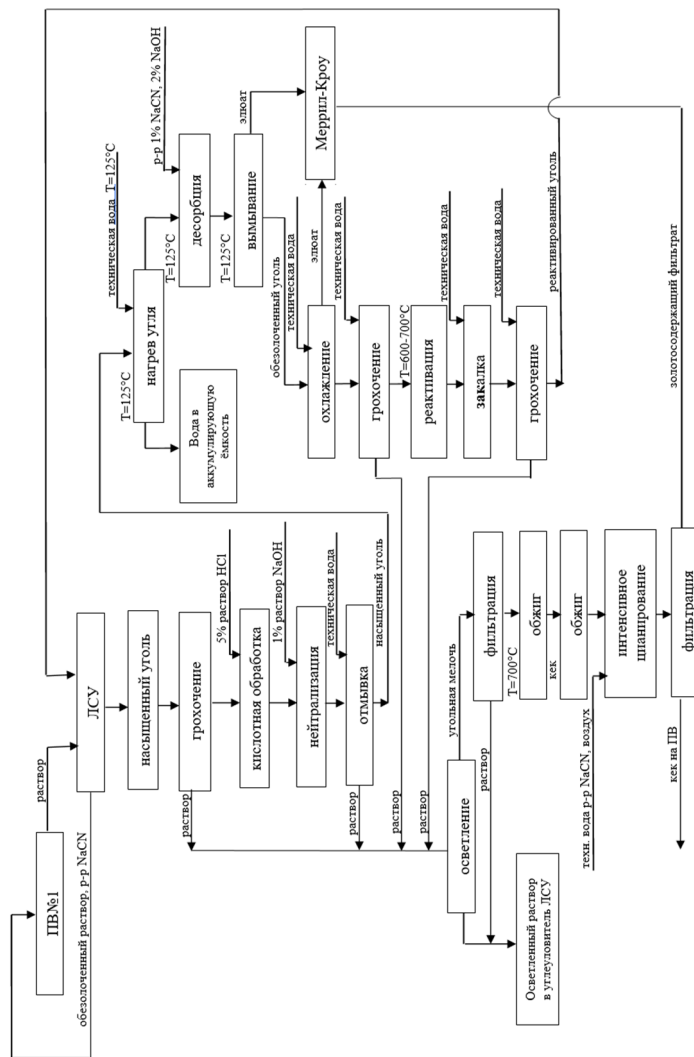 ПВ№1
раствор
обезолоченный раствор, р-р NaCN
ЛСУ
насыщенный уголь
грохочение
раствор
5% раствор HCl
кислотная обработка
1% раствор NaOH
нейтрализация
техническая вода
отмывка
раствор
насыщенный уголь
раствор
раствор
техническая вода T=125°C
T=125°C
нагрев угля
Вода в
аккумулирующую
ёмкость
р-р 1% NaCN, 2% NaOH
T=125°C
десорбция
T=125°C
вымывание
элюат
Меррил-Кроу
обезолоченный уголь
техническая вода
элюат
охлаждение
техническая вода
грохочение
T=600-700°C
реактивация
техническая вода
закалка
техническая вода
грохочение
реактивированный уголь
осветление
угольная мелочь
раствор
Осветленный раствор
в углеуловитель ЛСУ
фильтрация
T=700°C
обжиг
кек
обжиг
техн. вода р-р NaCN, воздух
интенсивное
цианирование
золотосодержащий фильтрат
фильтрация
кек на ПВ